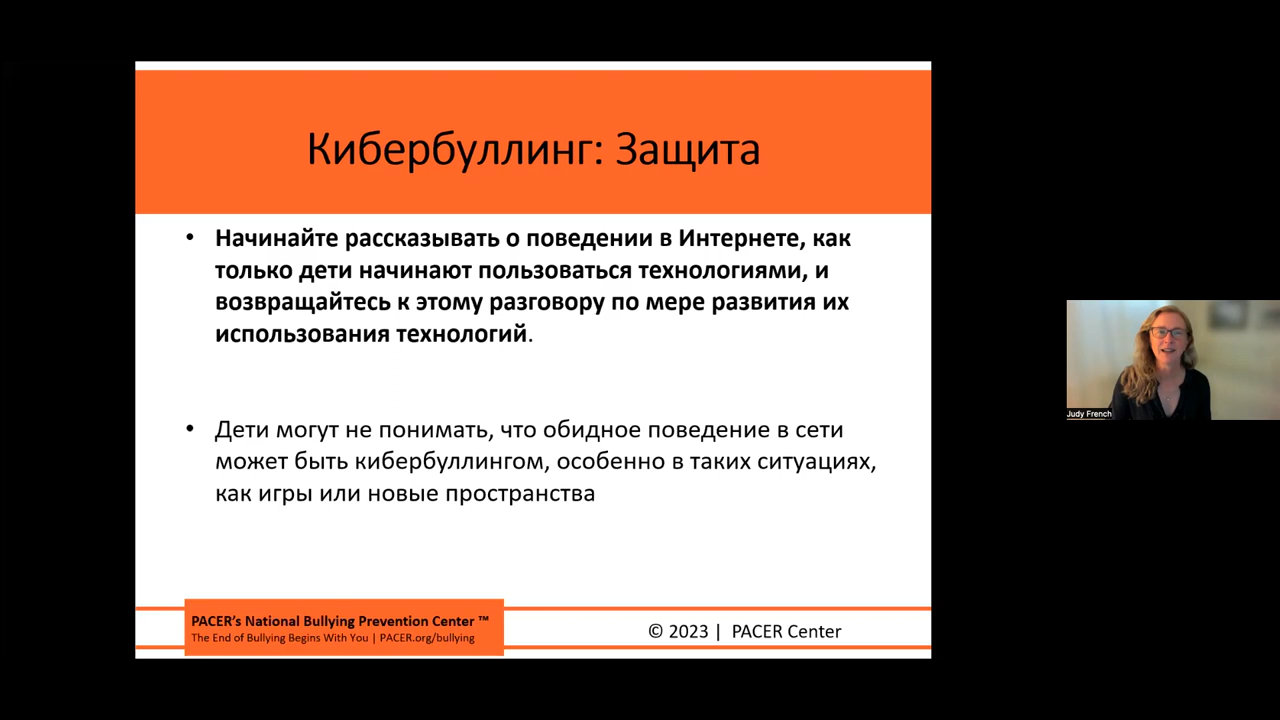 Кибербуллинг: Защита
• Начинайте рассказывать о поведении в Интернете, как
только дети начинают пользоваться технологиями, и
возвращайтесь к этому разговору по мере развития их
использования технологий.
• Дети могут не понимать, что обидное поведение в сети
может быть кибербуллингом, особенно в таких ситуациях,
как игры или новые пространства
PACER’s National Bullying Prevention Center ™
The End of Bullying Begins With You | PACER.org/bullying
© 2023 | PACER Center
Judy French